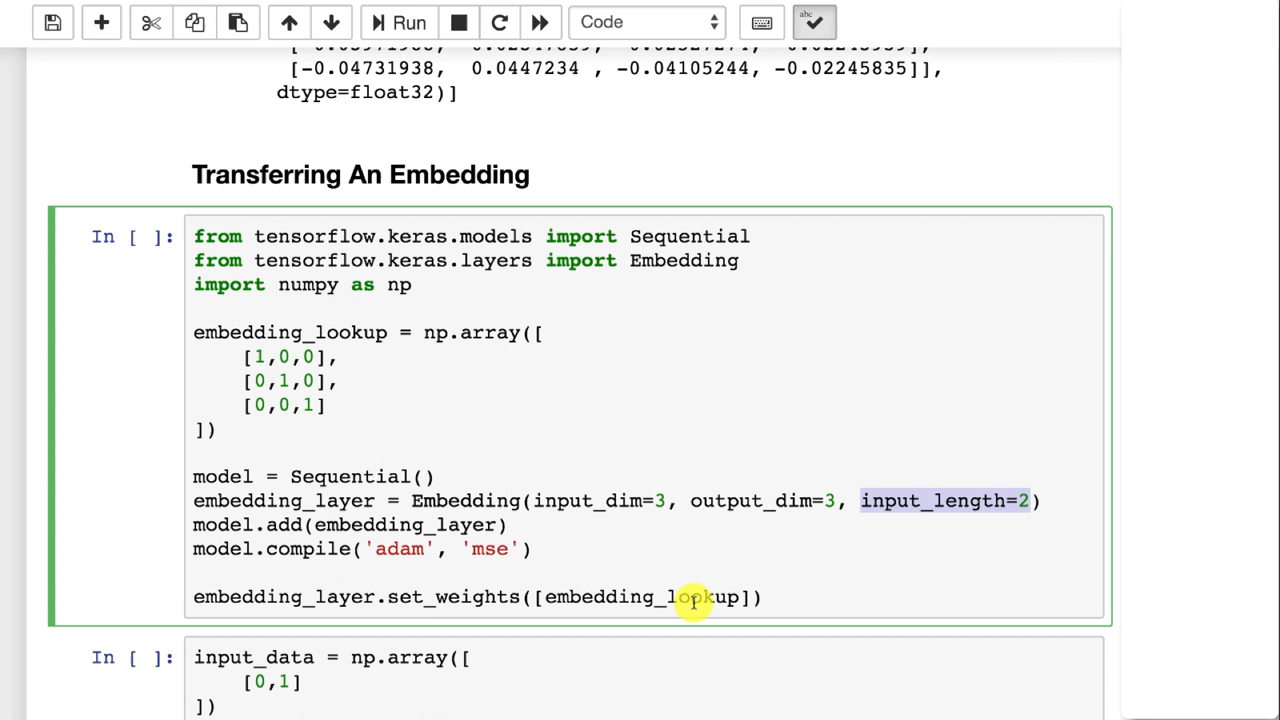 Run
Code
abc
[-0.04731938, 0.0447234 , -0.04105244, -0.02245835]],
dtype=float32)]
Transferring An Embedding
In [ ]:
from tensorflow.keras.models import Sequential
from tensorflow.keras.layers import Embedding
import numpy as np
embedding_lookup = np.array([
[1,0,0],
[0,1,0],
[0,0,1]
])
model = Sequential()
embedding_layer = Embedding(input_dim=3, output_dim=3, input_length=2)
model.add(embedding_layer)
model.compile('adam', 'mse')
embedding_layer.set_weights([embedding_lookup])
In [ ]:
input_data = np.array([
[0,1]
])